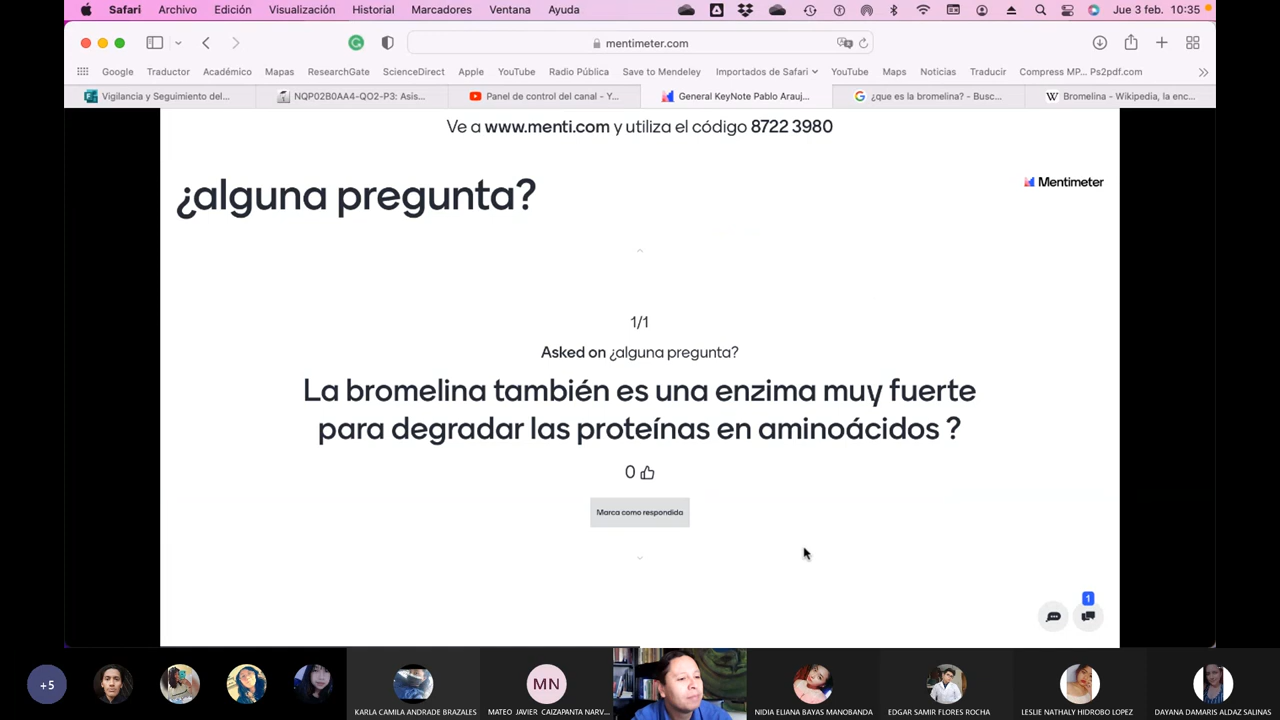 Safari Archivo Edición Visualización Historial Marcadores Ventana Ayuda Jue 3 feb. 10:35
mentimeter.com
Google Traductor Académico Mapas ResearchGate ScienceDirect Apple YouTube Radio Pública Save to Mendeley Importados de Safari YouTube Maps Noticias Traducir Compress MP... Ps2pdf.com
Vigilancia y Seguimiento del... NQP02B0AA4-QO2-P3: Asis... Panel de control del canal - Y... General KeyNote Pablo Arauj... ¿que es la bromelina? - Busc... Bromelina - Wikipedia, la enc...
Ve a www.menti.com y utiliza el código 8722 3980
¿alguna pregunta?
Mentimeter
1/1
Asked on ¿alguna pregunta?
La bromelina también es una enzima muy fuerte
para degradar las proteínas en aminoácidos ?
0
Marca como respondida
1
+5
MN
KARLA CAMILA ANDRADE BRAZALES
MATEO JAVIER CAIZAPANTA NARV...
NIDIA ELIANA BAYAS MANOBANDA
EDGAR SAMIR FLORES ROCHA
LESLIE NATHALY HIDROBO LOPEZ
DAYANA DAMARIS ALDAZ SALINAS